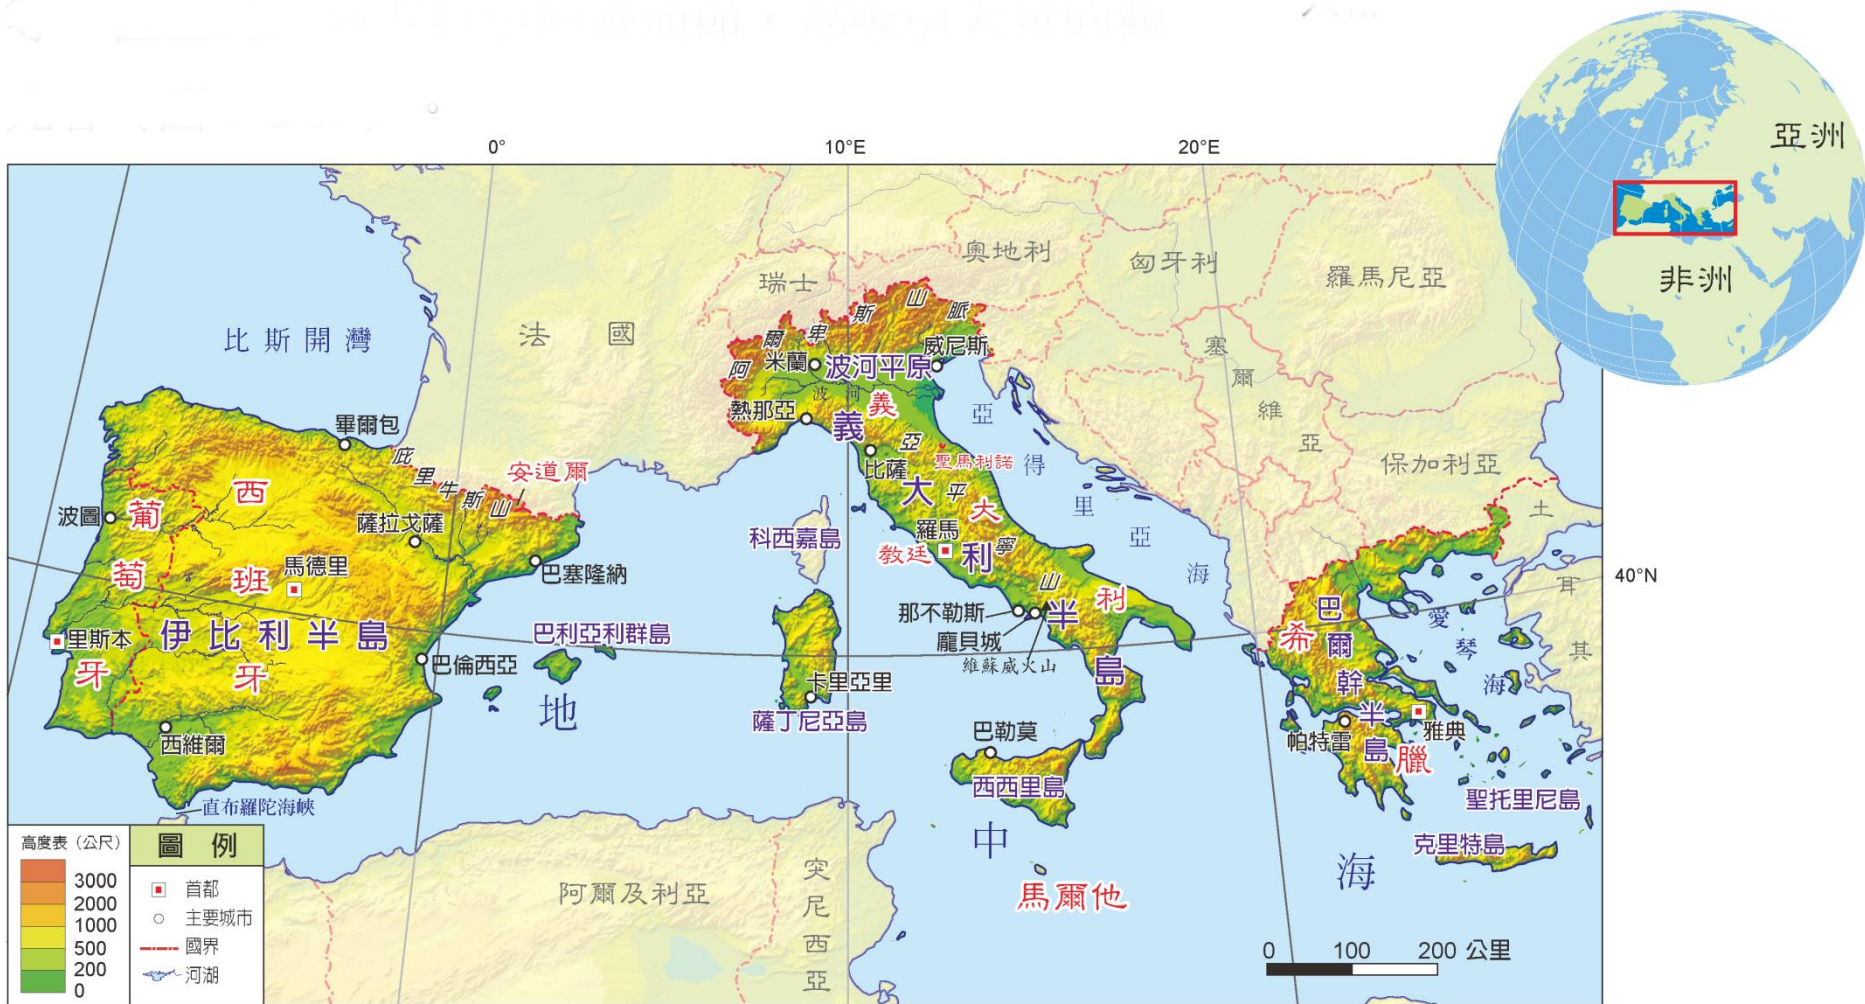 亞洲
非洲
0°
10°E
20°E
40°N
奧地利
匈牙利
羅馬尼亞
瑞士
法國
塞爾維亞
保加利亞
土耳其
比斯開灣
阿爾卑斯山脈
米蘭
波河平原
威尼斯
波河
熱那亞
義大利
義大利半島
亞平寧山
比薩
聖馬利諾
亞得里亞海
畢爾包
庇里牛斯山
安道爾
西班牙
葡萄牙
波圖
薩拉戈薩
馬德里
巴塞隆納
科西嘉島
羅馬
教廷
里斯本
伊比利半島
巴倫西亞
巴利亞利群島
那不勒斯
龐貝城
維蘇威火山
卡里亞里
薩丁尼亞島
希臘
巴爾幹半島
愛琴海
帕特雷
雅典
西維爾
巴勒莫
西西里島
聖托里尼島
克里特島
直布羅陀海峽
地中海
馬爾他
阿爾及利亞
突尼西亞
高度表（公尺）
3000
2000
1000
500
200
0
圖例
首都
主要城市
國界
河湖
0 100 200 公里